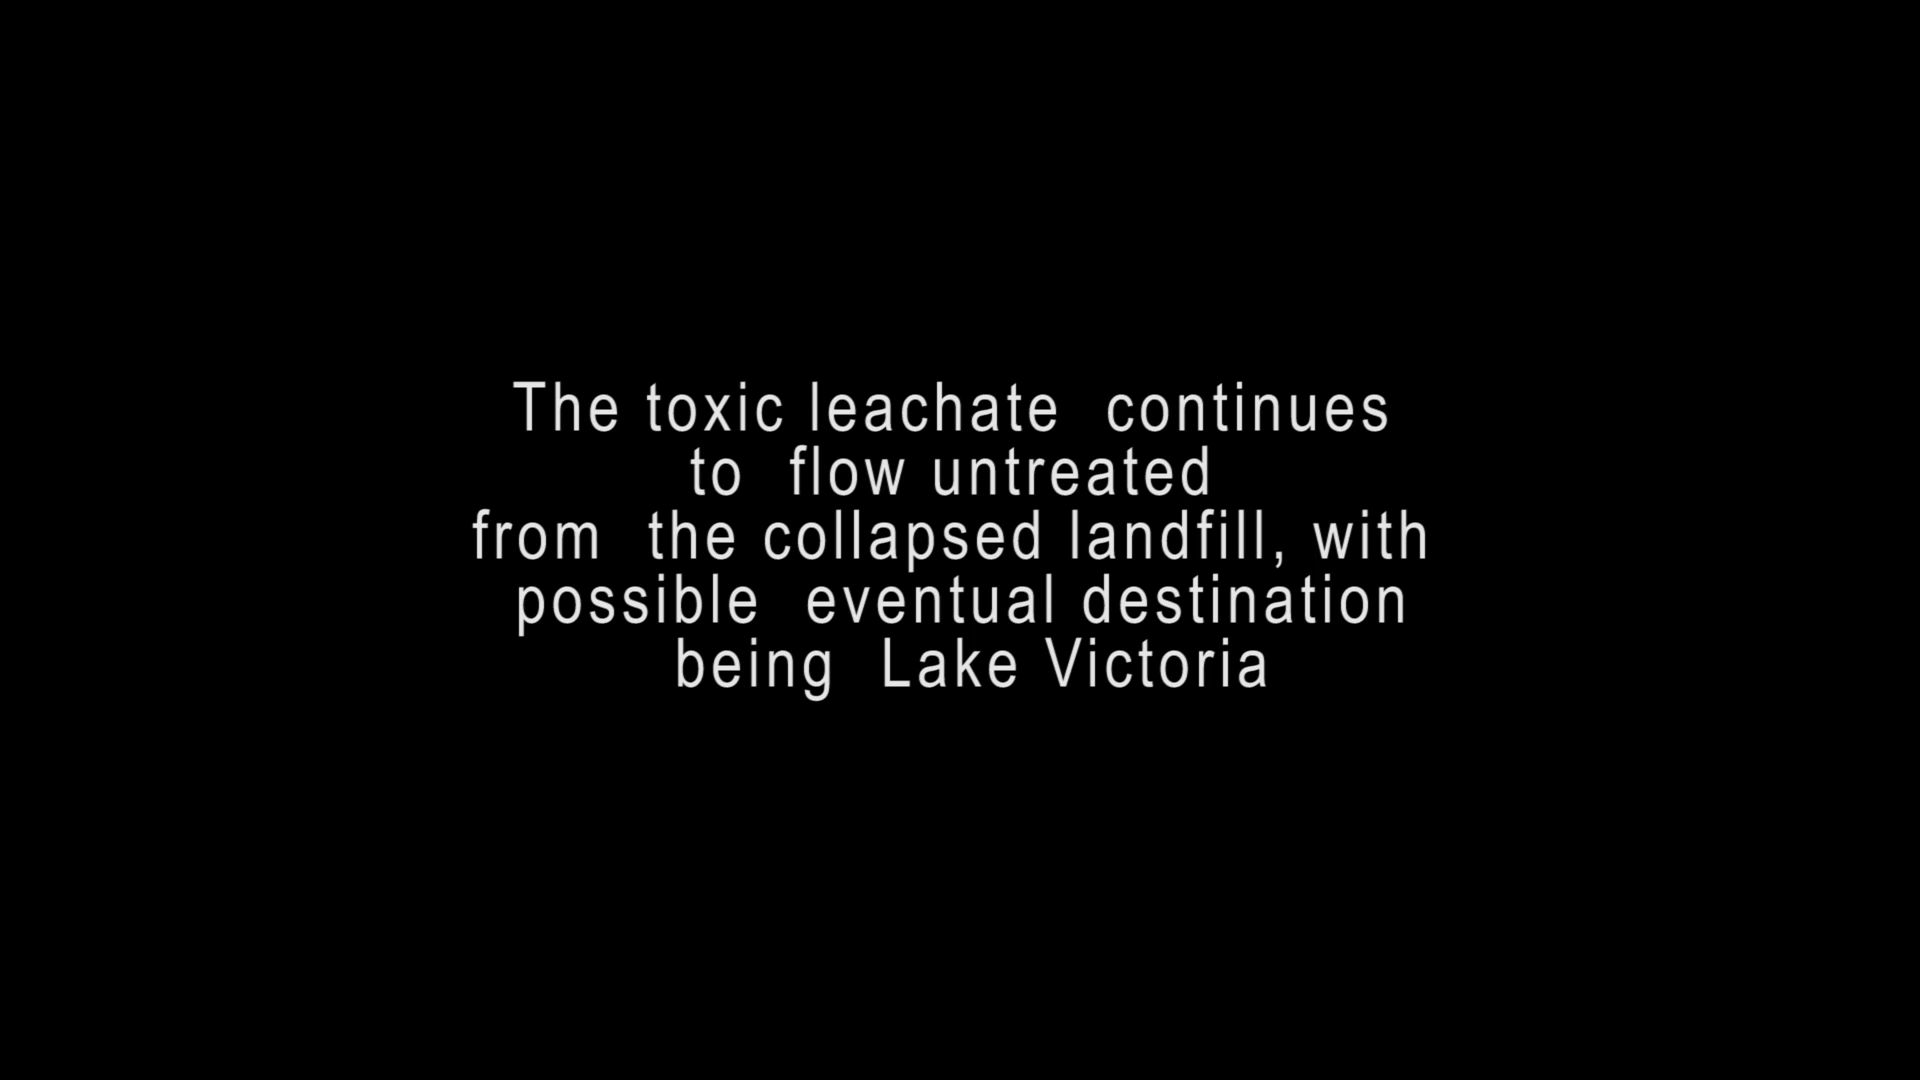 The toxic leachate  continues
to  flow untreated
from  the collapsed landfill, with
possible  eventual destination
being  Lake Victoria